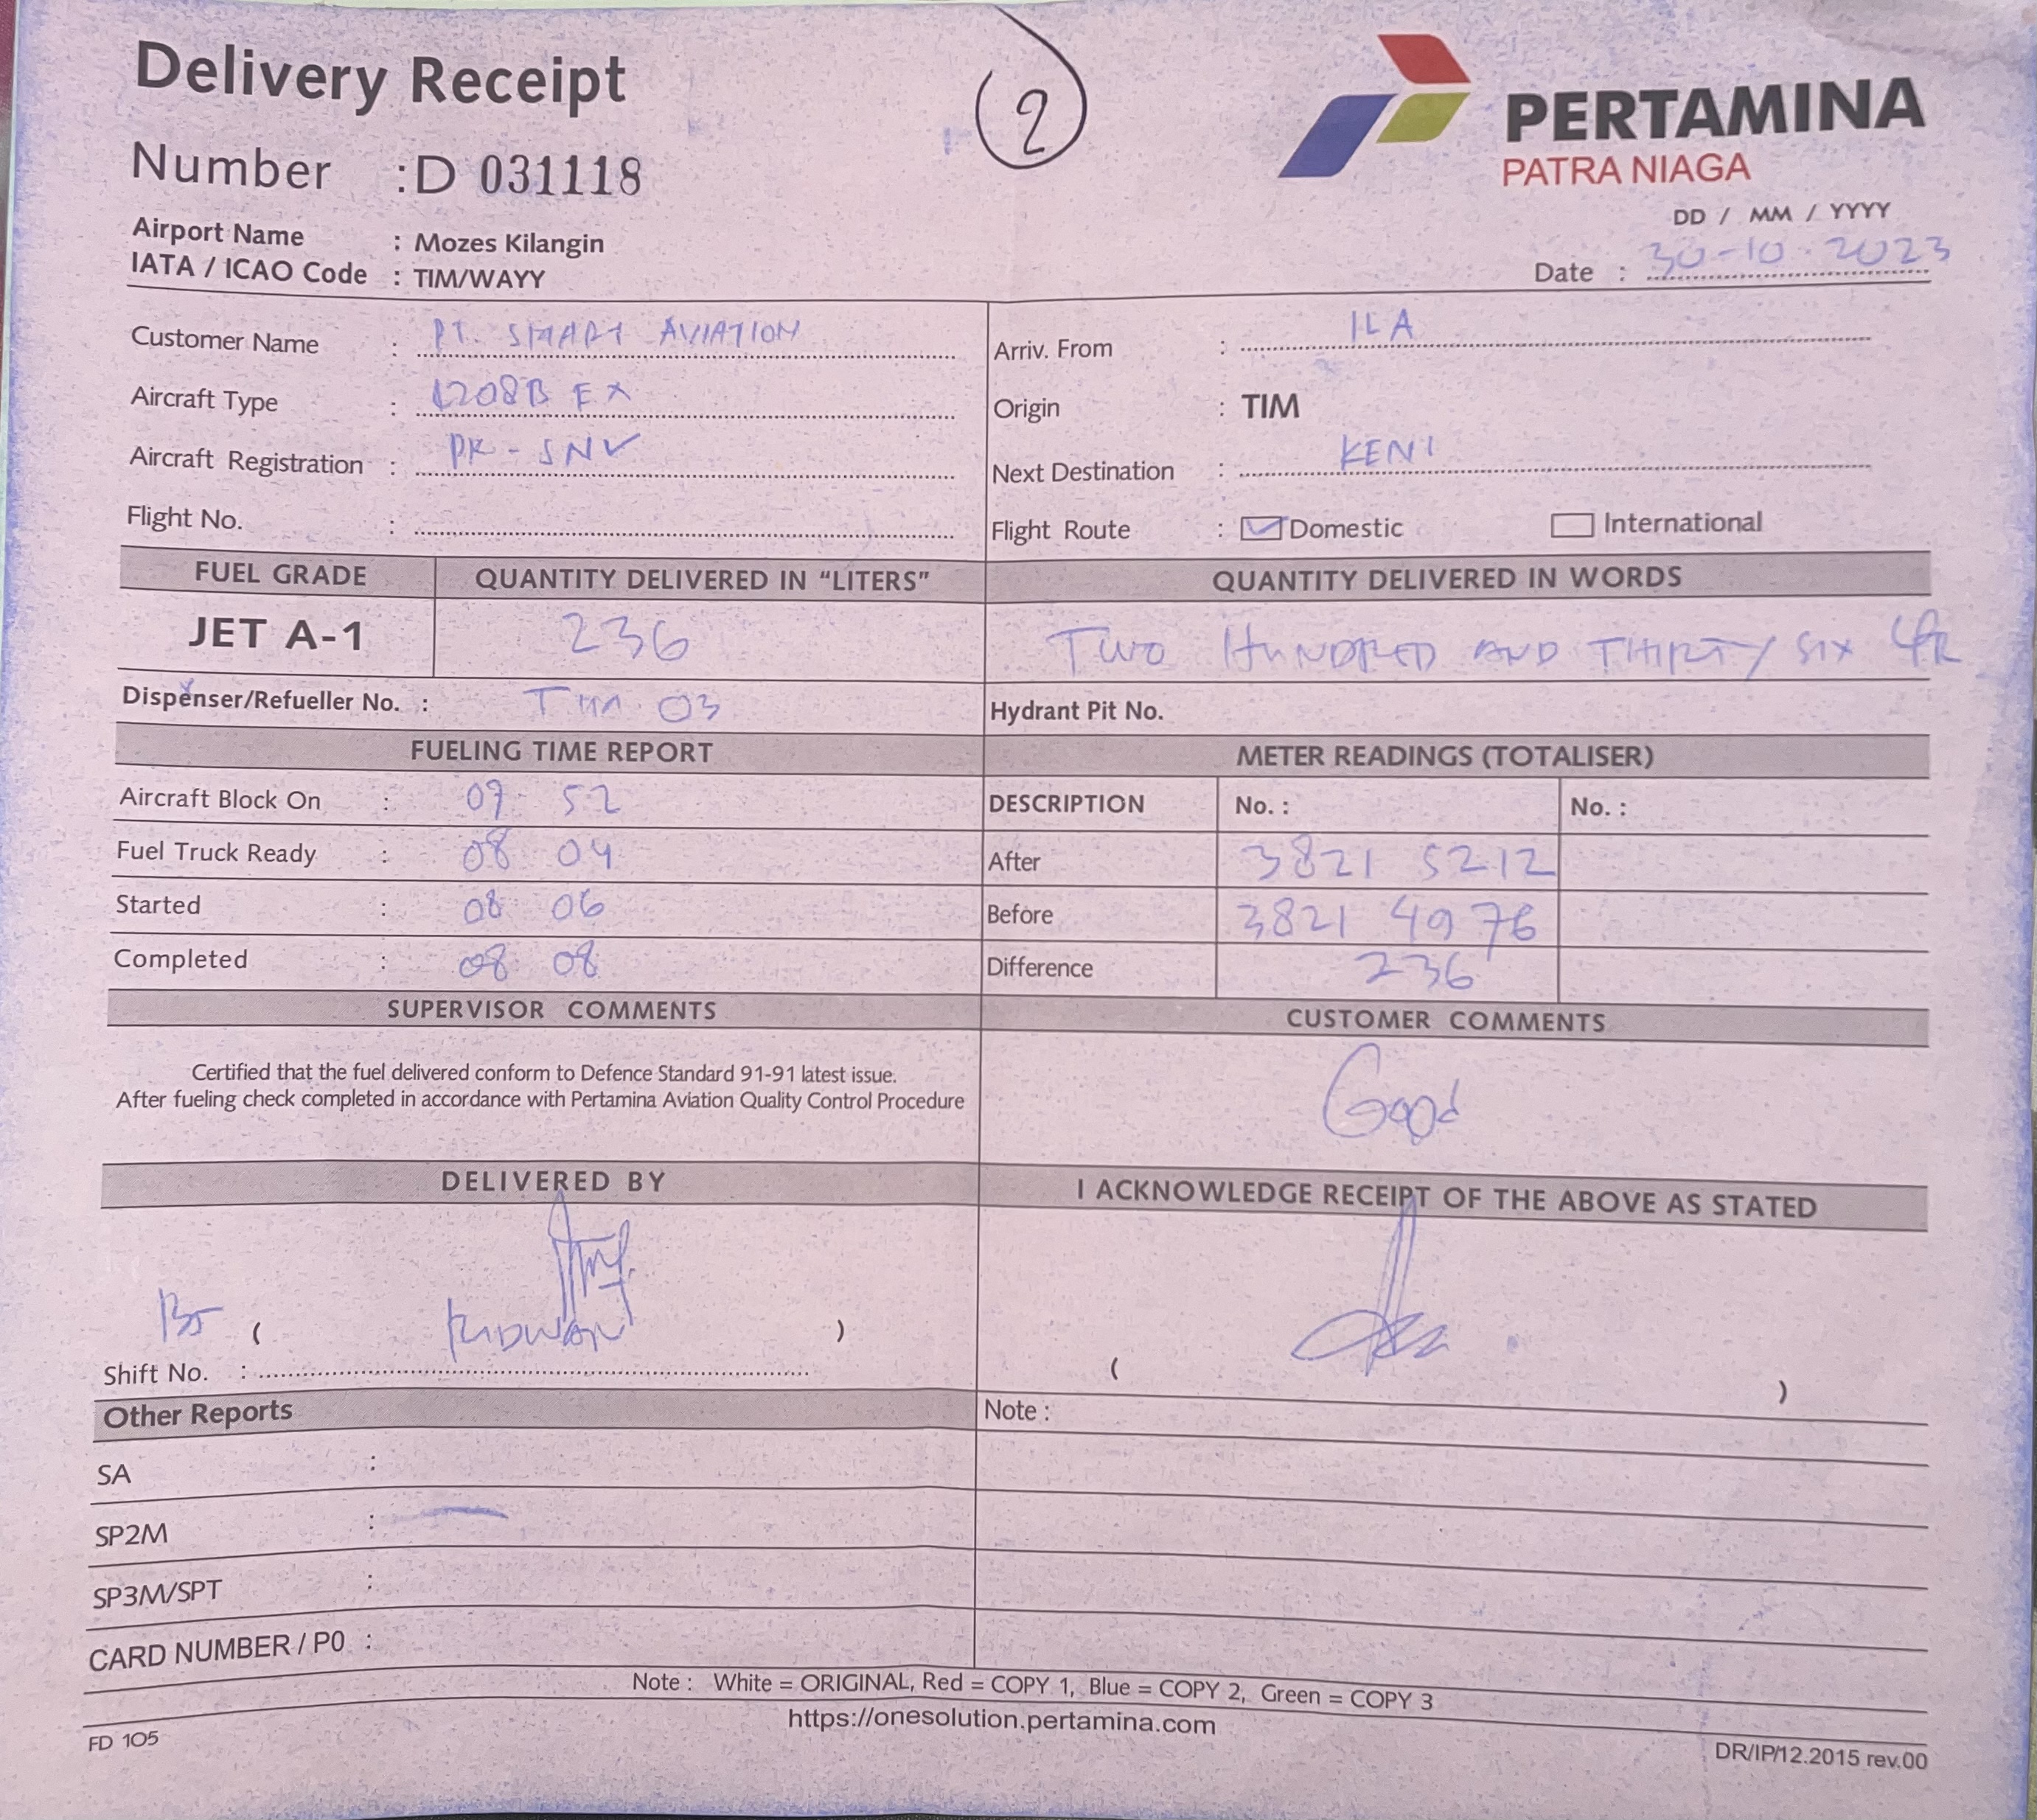 Delivery Receipt
2
PERTAMINA
PATRA NIAGA
Number : D 031118
Airport Name : Mozes Kilangin
IATA / ICAO Code : TIM/WAYY
DD / MM / YYYY
Date : 30-10-2023
Customer Name : PT. SMART AVIATION
Arriv. From : ILA
Aircraft Type : C208B EX
Origin : TIM
Aircraft Registration : PK-SNV
Next Destination : KENI
Flight No. :
Flight Route : Domestic International
FUEL GRADE QUANTITY DELIVERED IN "LITERS" QUANTITY DELIVERED IN WORDS
JET A-1 236 TWO HUNDRED AND THIRTY SIX
Dispenser/Refueller No. : 03
Hydrant Pit No.
FUELING TIME REPORT METER READINGS (TOTALISER)
Aircraft Block On : 07 52
DESCRIPTION No. : No. :
Fuel Truck Ready : 08 04
After 3821 5212
Started : 08 06
Before 3821 4976
Completed : 08 08
Difference 236
SUPERVISOR COMMENTS CUSTOMER COMMENTS
Certified that the fuel delivered conform to Defence Standard 91-91 latest issue.
After fueling check completed in accordance with Pertamina Aviation Quality Control Procedure
Good
DELIVERED BY I ACKNOWLEDGE RECEIPT OF THE ABOVE AS STATED
( RIDWAN )
Shift No. :
( )
Other Reports Note :
SA :
SP2M :
SP3M/SPT :
CARD NUMBER / P0 :
Note : White = ORIGINAL, Red = COPY 1, Blue = COPY 2, Green = COPY 3
https://onesolution.pertamina.com
FD 105
DR/IP/12.2015 rev.00